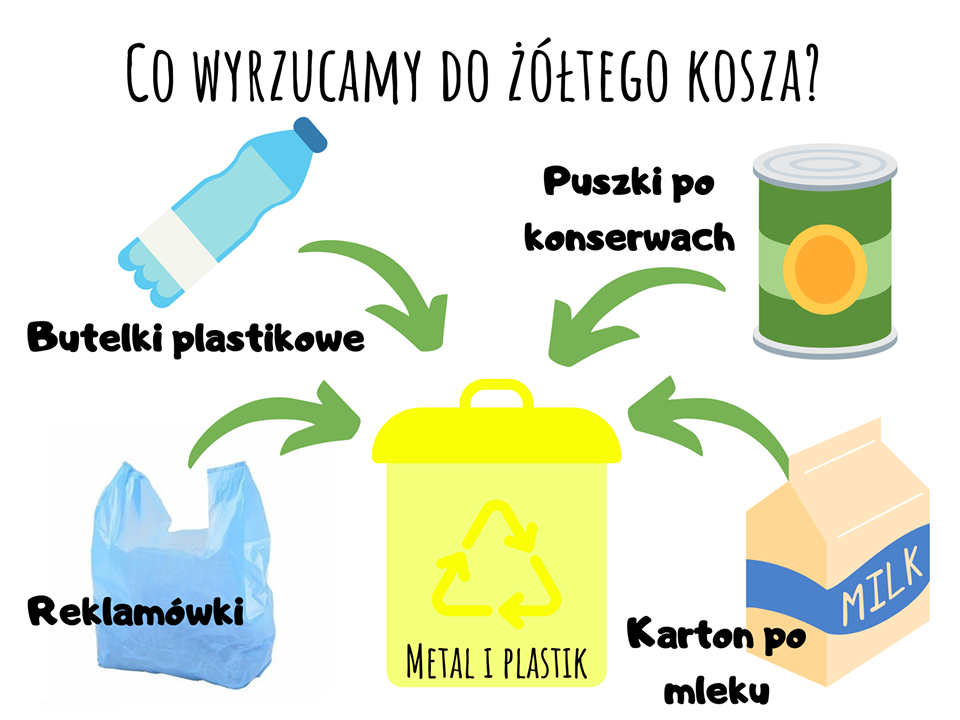 Co wyrzucamy do żółtego kosza?
Puszki po
konserwach
Butelki plastikowe
Reklamówki
MILK
Karton po
mleku
Metal i plastik